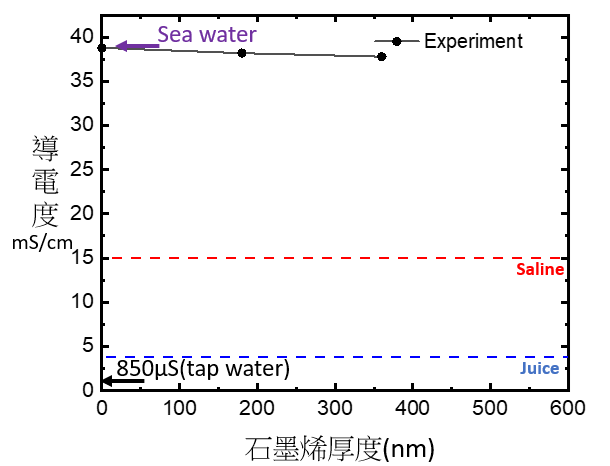 40
35
30
25
20
15
10
5
0
導電度
mS/cm
Sea water
Experiment
Saline
Juice
850μS(tap water)
0 100 200 300 400 500 600
石墨烯厚度(nm)